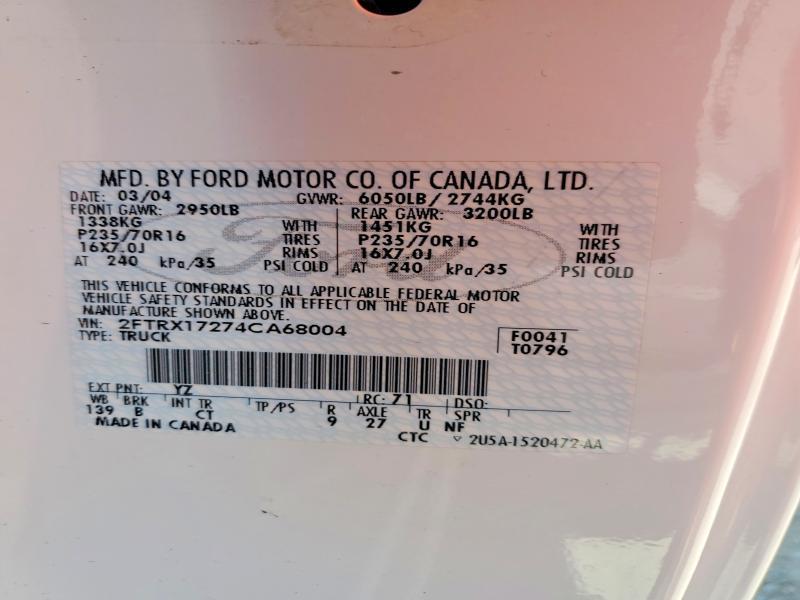 MFD. BY FORD MOTOR CO. OF CANADA, LTD.
DATE: 03/04 GVWR: 6050LB/ 2744KG
FRONT GAWR: 2950LB REAR GAWR: 3200LB
1338KG WITH 1451KG WITH
P235/70R16 TIRES P235/70R16 TIRES
16X7.0J RIMS 16X7.0J RIMS
AT 240 kPa/35 PSI COLD AT 240 kPa/35 PSI COLD
THIS VEHICLE CONFORMS TO ALL APPLICABLE FEDERAL MOTOR
VEHICLE SAFETY STANDARDS IN EFFECT ON THE DATE OF
MANUFACTURE SHOWN ABOVE.
VIN: 2FTRX17274CA68004 F0041
TYPE: TRUCK T0796
EXT PNT: YZ RC: 71 DSO:
WB BRK INT TR TP/PS R AXLE TR SPR
139 B CT 9 27 U NF
MADE IN CANADA CTC ▽ 2U5A-1520472-AA
Ford